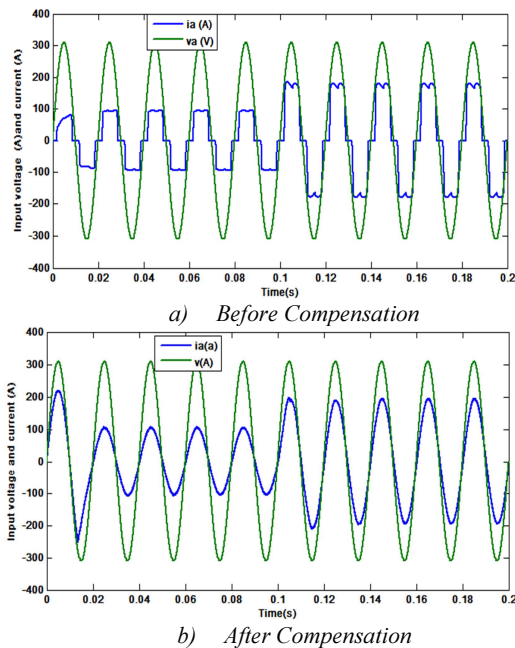 400
300
200
100
0
-100
-200
-300
-400
Input voltage (A)and current (A)
ia (A)
va (V)
0 0.02 0.04 0.06 0.08 0.1 0.12 0.14 0.16 0.18 0.2
Time(s)
a) Before Compensation
400
300
200
100
0
-100
-200
-300
-400
Input voltage and current (A)
ia(a)
v(A)
0 0.02 0.04 0.06 0.08 0.1 0.12 0.14 0.16 0.18 0.2
Time(s)
b) After Compensation